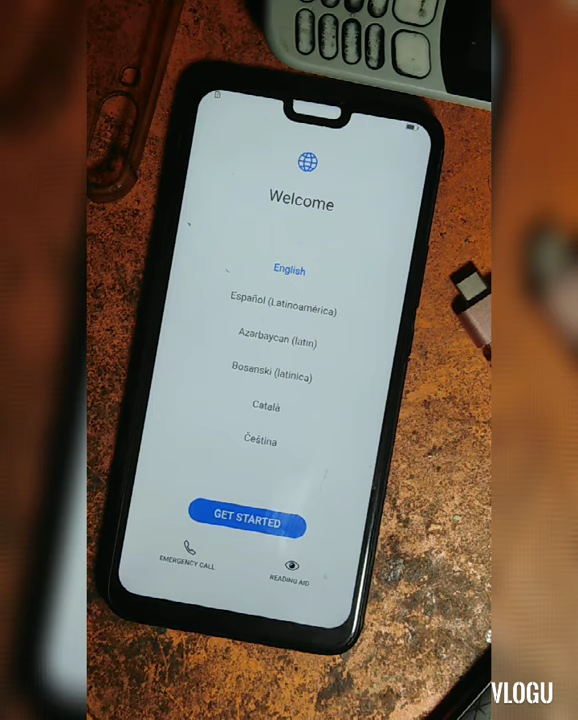 Welcome
English
Español (Latinoamérica)
Azərbaycan (latın)
Bosanski (latinica)
Català
Čeština
GET STARTED
EMERGENCY CALL
READING AID
VLOGU